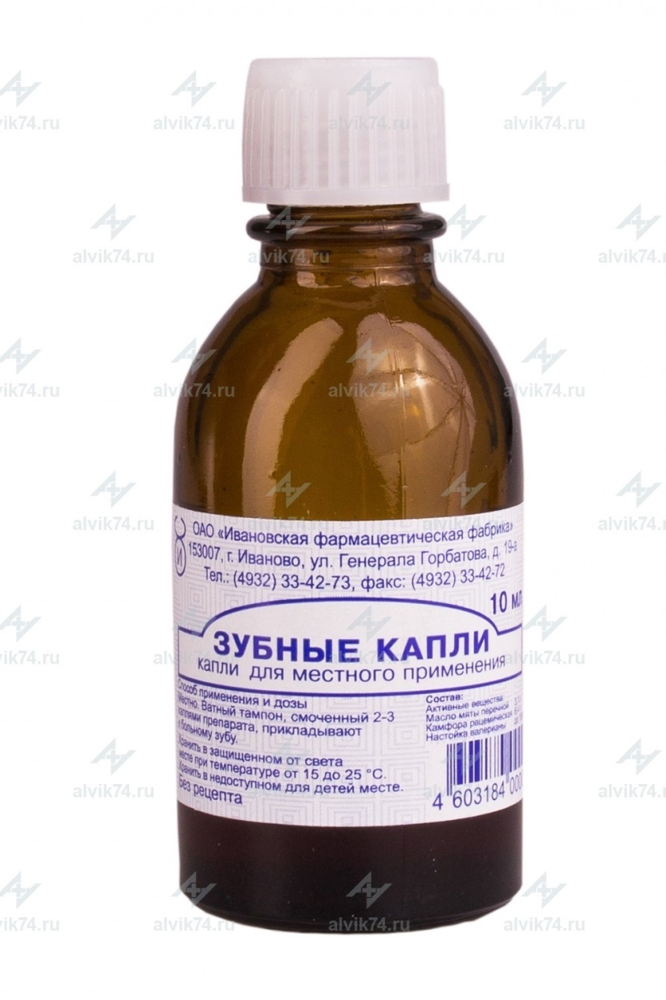 ОАО «Ивановская фармацевтическая фабрика»
153007, г. Иваново, ул. Генерала Горбатова, д. 19-а
Тел.: (4932) 33-42-73, факс: (4932) 33-42-72
10 мл
ЗУБНЫЕ КАПЛИ
капли для местного применения
Способ применения и дозы
Местно. Ватный тампон, смоченный 2-3
каплями препарата, прикладывают
к больному зубу.
Хранить в защищенном от света
месте при температуре от 15 до 25 °C.
Хранить в недоступном для детей месте.
Без рецепта
Состав:
Активные вещества
Масло мяты перечной
Камфора рацемическая
Настойка валерианы
4 603184 000
alvik74.ru